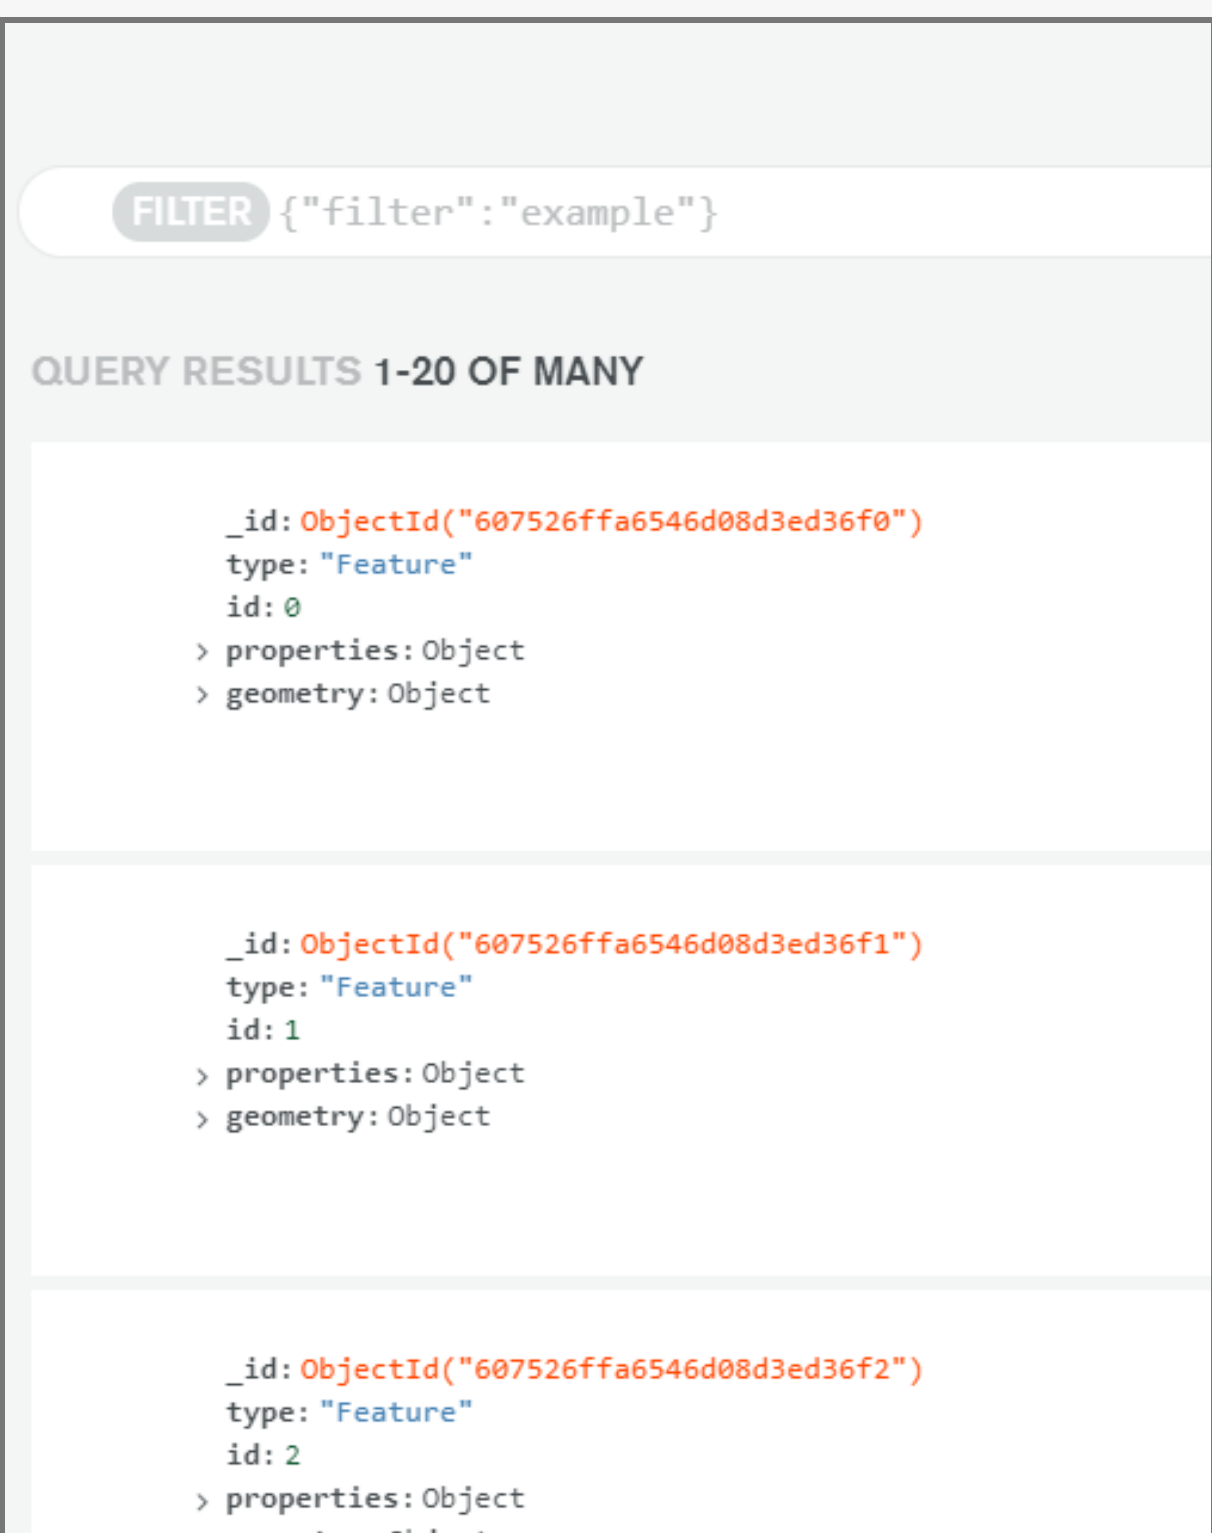 FILTER {"filter":"example"}
QUERY RESULTS 1-20 OF MANY
_id: ObjectId("607526ffa6546d08d3ed36f0")
type: "Feature"
id: 0
> properties: Object
> geometry: Object
_id: ObjectId("607526ffa6546d08d3ed36f1")
type: "Feature"
id: 1
> properties: Object
> geometry: Object
_id: ObjectId("607526ffa6546d08d3ed36f2")
type: "Feature"
id: 2
> properties: Object